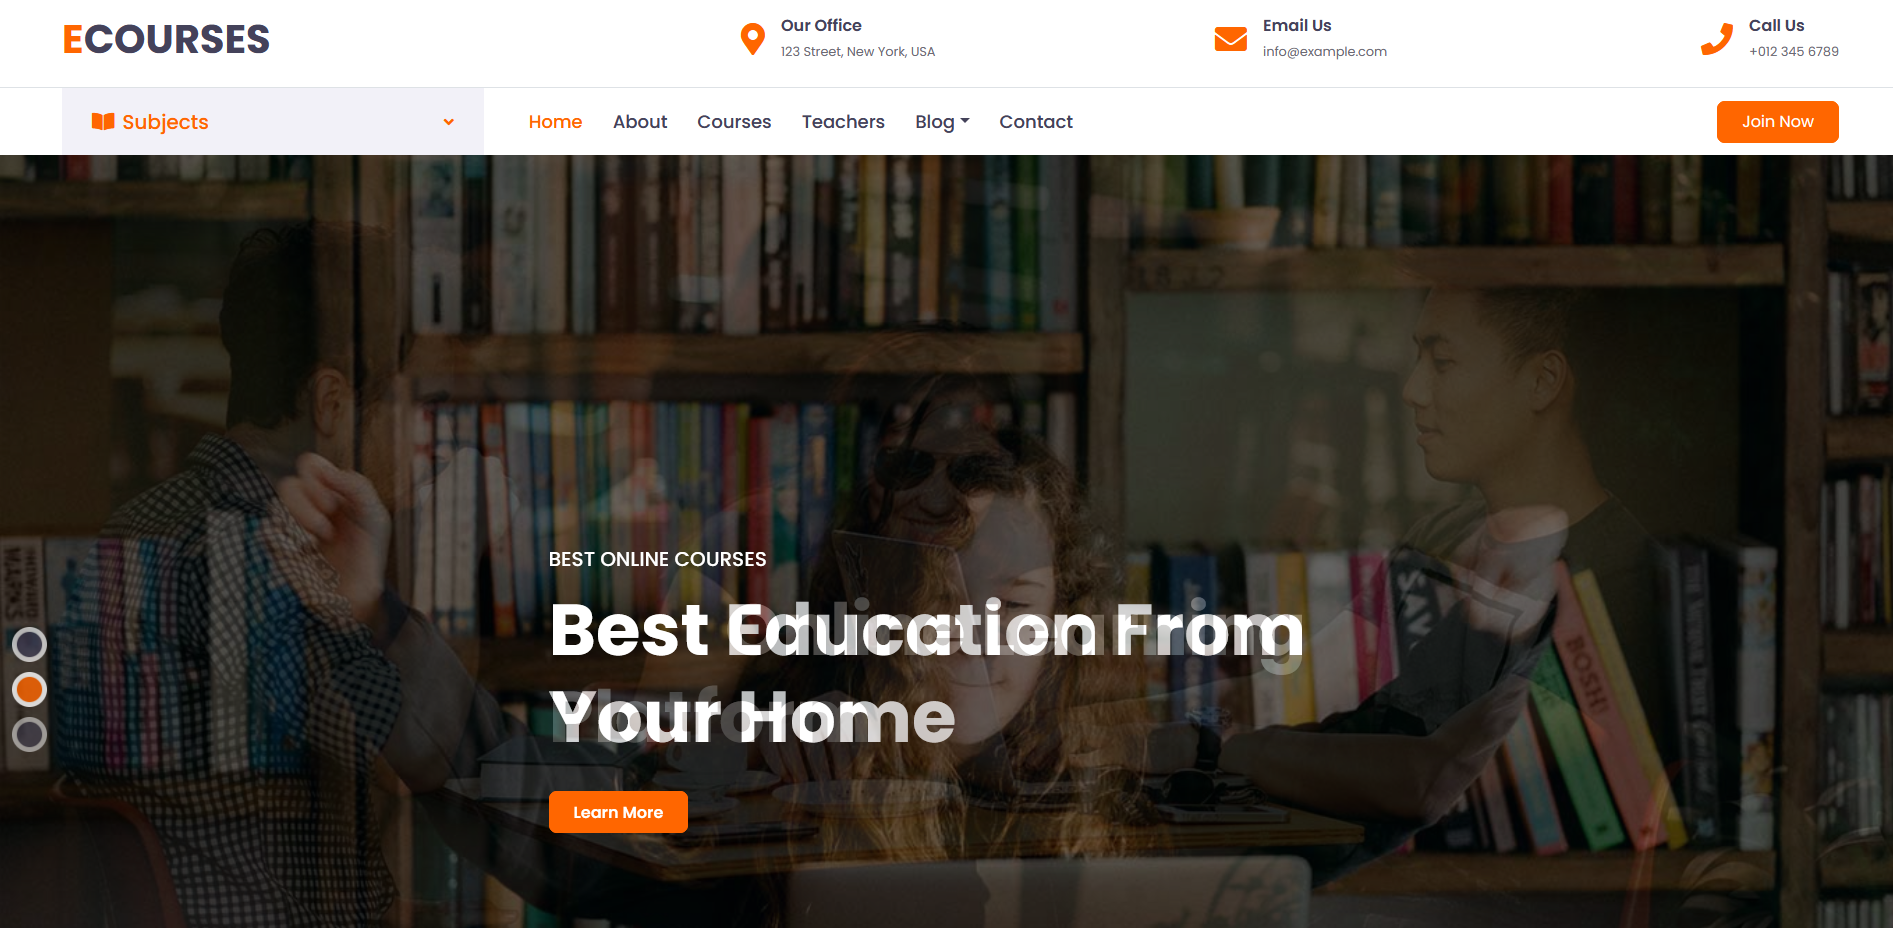 ECOURSES
Our Office
123 Street, New York, USA
Email Us
info@example.com
Call Us
+012 345 6789
Subjects
Home About Courses Teachers Blog Contact
Join Now
BEST ONLINE COURSES
Best Education From
Your Home
Learn More
BOSH